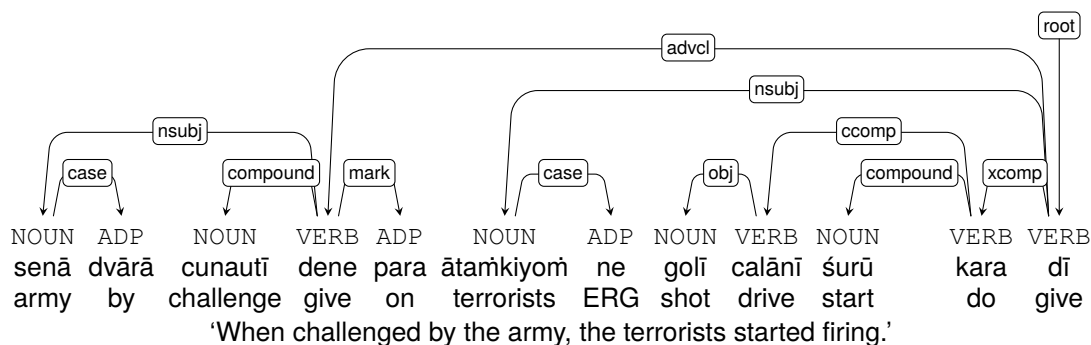 root
advcl
nsubj
nsubj ccomp
case compound mark case obj compound xcomp
NOUN ADP NOUN VERB ADP NOUN ADP NOUN VERB NOUN VERB VERB
senā dvārā cunautī dene para ātaṁkiyoṁ ne golī calānī śurū kara dī
army by challenge give on terrorists ERG shot drive start do give
‘When challenged by the army, the terrorists started firing.’